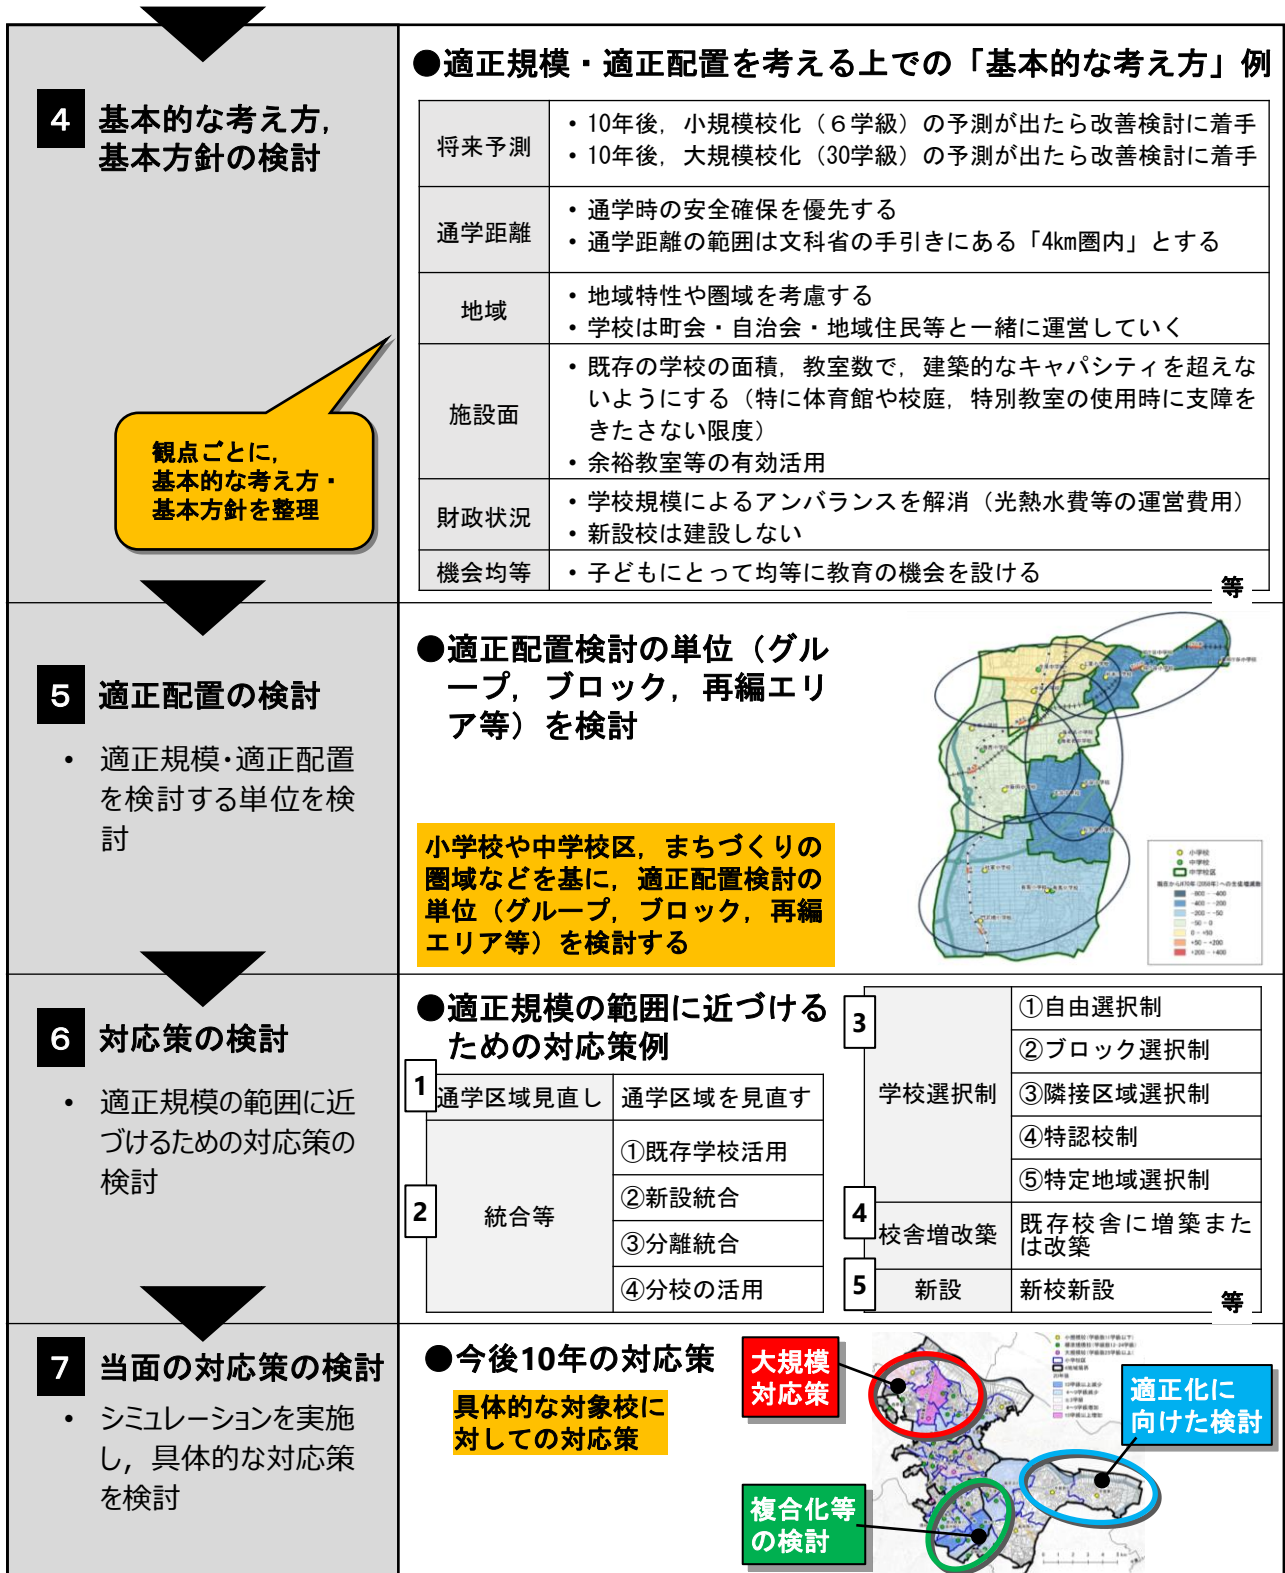 4 基本的な考え方，
基本方針の検討
観点ごとに，
基本的な考え方・
基本方針を整理
●適正規模・適正配置を考える上での「基本的な考え方」例
将来予測
• 10年後，小規模校化（６学級）の予測が出たら改善検討に着手
• 10年後，大規模校化（30学級）の予測が出たら改善検討に着手
通学距離
• 通学時の安全確保を優先する
• 通学距離の範囲は文科省の手引きにある「4km圏内」とする
地域
• 地域特性や圏域を考慮する
• 学校は町会・自治会・地域住民等と一緒に運営していく
施設面
• 既存の学校の面積，教室数で，建築的なキャパシティを超えな
いようにする（特に体育館や校庭，特別教室の使用時に支障を
きたさない限度）
• 余裕教室等の有効活用
財政状況
• 学校規模によるアンバランスを解消（光熱水費等の運営費用）
• 新設校は建設しない
機会均等
• 子どもにとって均等に教育の機会を設ける
等
5 適正配置の検討
• 適正規模・適正配置
を検討する単位を検
討
●適正配置検討の単位（グル
ープ，ブロック，再編エリ
ア等）を検討
小学校や中学校区，まちづくりの
圏域などを基に，適正配置検討の
単位（グループ，ブロック，再編
エリア等）を検討する
小学校
中学校
中学校区
-800 - -400
-400 - -200
-200 - -50
-50 - 0
0 - +50
+50 - +200
+200 - +400
6 対応策の検討
• 適正規模の範囲に近
づけるための対応策の
検討
●適正規模の範囲に近づける
ための対応策例
1
通学区域見直し
通学区域を見直す
2
統合等
①既存学校活用
②新設統合
③分離統合
④分校の活用
3
学校選択制
①自由選択制
②ブロック選択制
③隣接区域選択制
④特認校制
⑤特定地域選択制
4
校舎増改築
既存校舎に増築また
は改築
5
新設
新校新設
等
7 当面の対応策の検討
• シミュレーションを実施
し，具体的な対応策
を検討
●今後10年の対応策
具体的な対象校に
対しての対応策
大規模
対応策
適正化に
向けた検討
複合化等
の検討